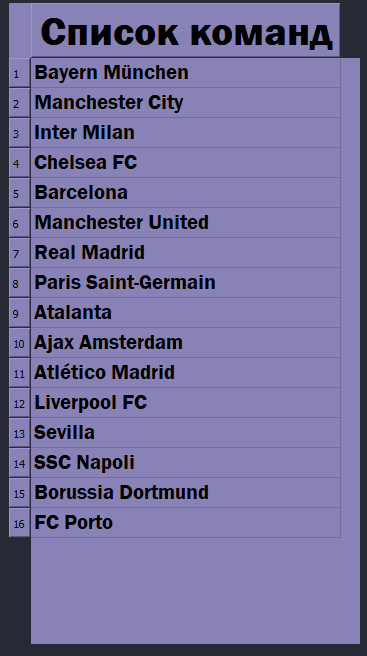 Список команд
1 Bayern München
2 Manchester City
3 Inter Milan
4 Chelsea FC
5 Barcelona
6 Manchester United
7 Real Madrid
8 Paris Saint-Germain
9 Atalanta
10 Ajax Amsterdam
11 Atlético Madrid
12 Liverpool FC
13 Sevilla
14 SSC Napoli
15 Borussia Dortmund
16 FC Porto